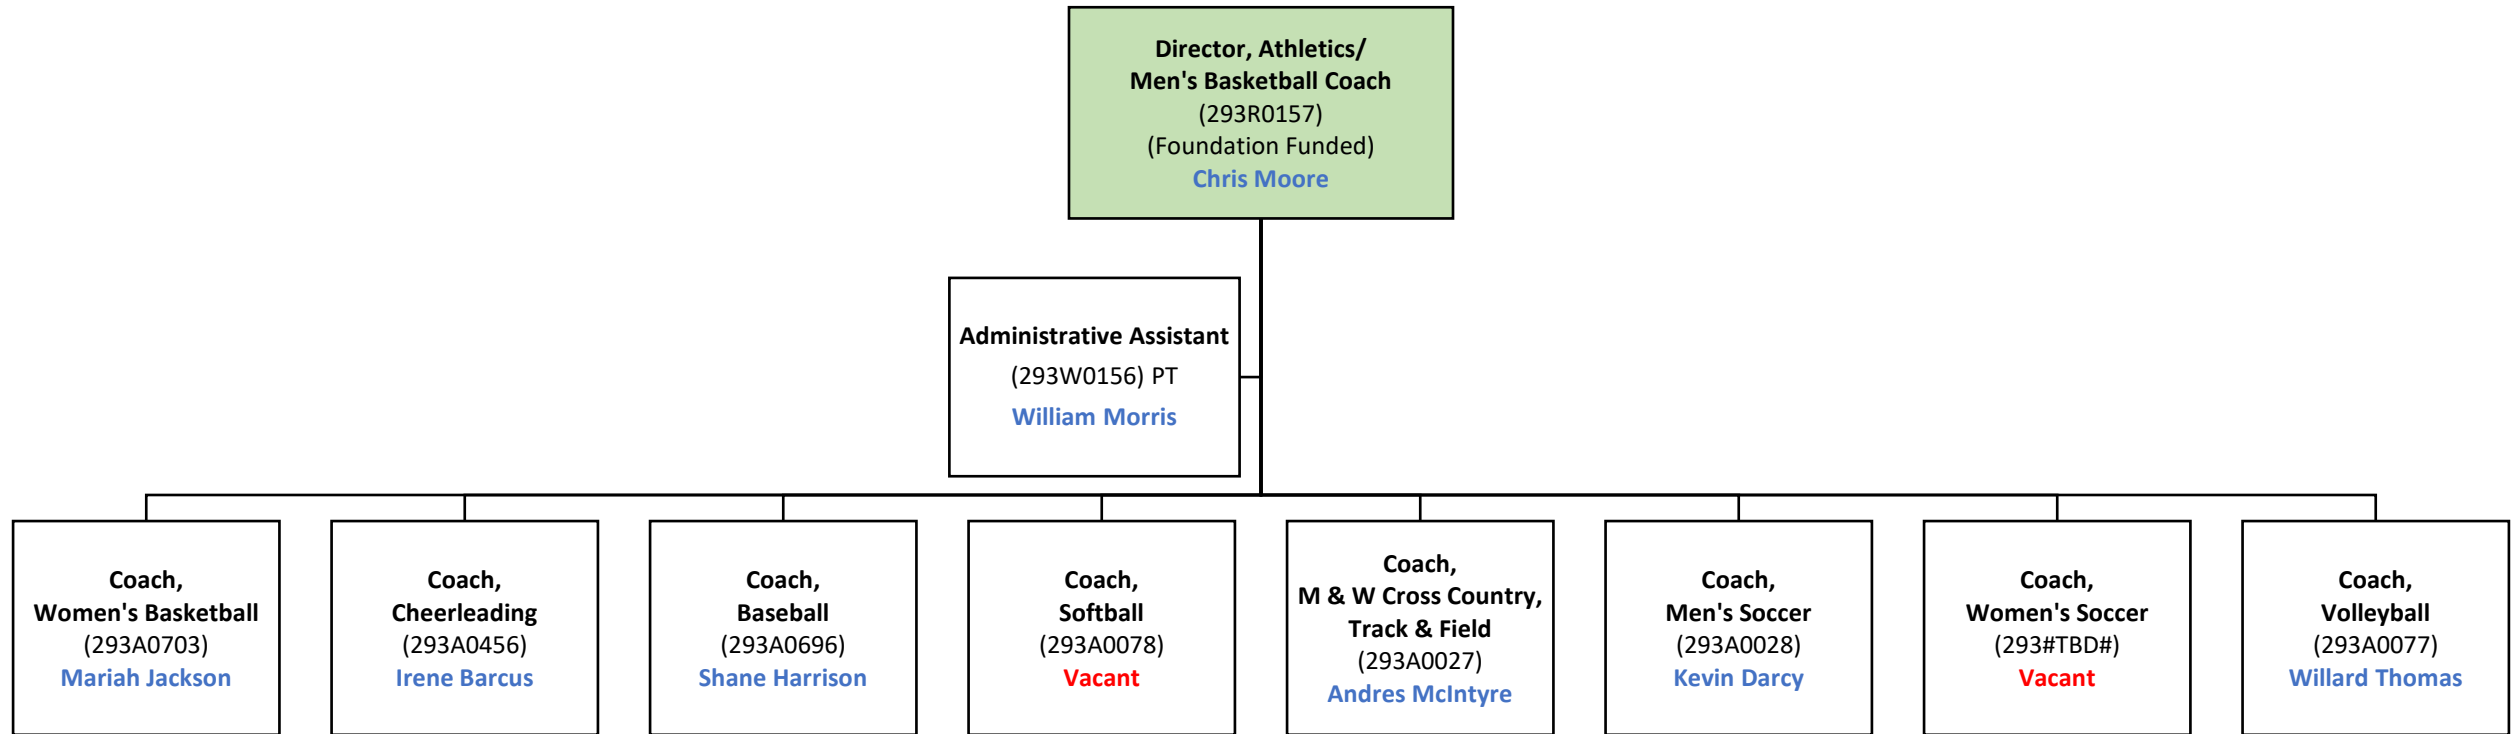 Director, Athletics/
Men's Basketball Coach
(293R0157)
(Foundation Funded)
Chris Moore
Administrative Assistant
(293W0156) PT
William Morris
Coach,
Women's Basketball
(293A0703)
Mariah Jackson
Coach,
Cheerleading
(293A0456)
Irene Barcus
Coach,
Baseball
(293A0696)
Shane Harrison
Coach,
Softball
(293A0078)
Vacant
Coach,
M & W Cross Country,
Track & Field
(293A0027)
Andres McIntyre
Coach,
Men's Soccer
(293A0028)
Kevin Darcy
Coach,
Women's Soccer
(293#TBD#)
Vacant
Coach,
Volleyball
(293A0077)
Willard Thomas